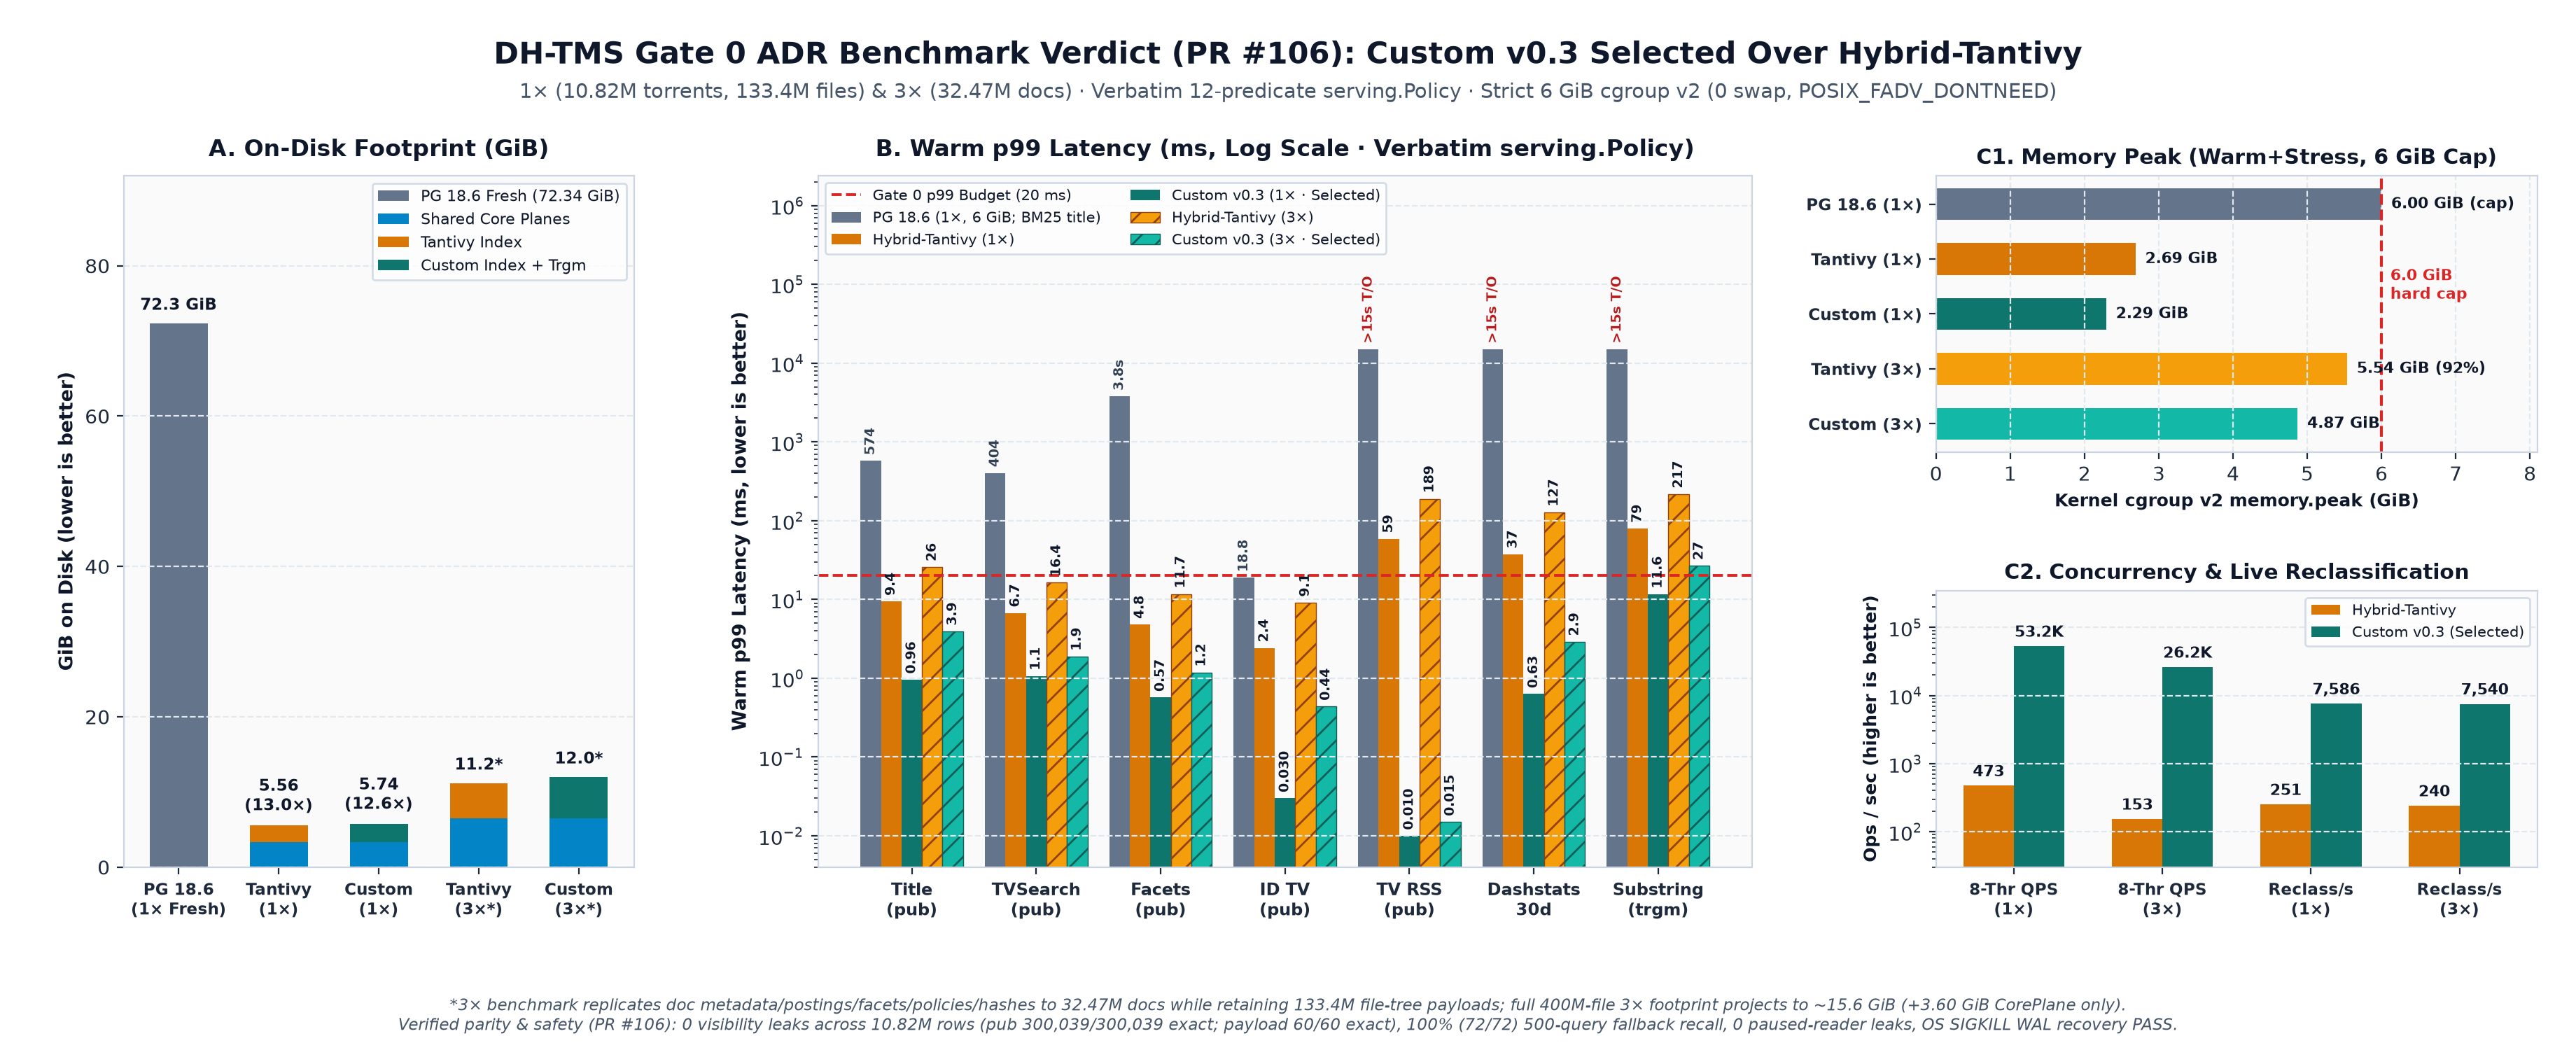 DH-TMS Gate 0 ADR Benchmark Verdict (PR #106): Custom v0.3 Selected Over Hybrid-Tantivy
1× (10.82M torrents, 133.4M files) & 3× (32.47M docs) · Verbatim 12-predicate serving.Policy · Strict 6 GiB cgroup v2 (0 swap, POSIX_FADV_DONTNEED)
A. On-Disk Footprint (GiB)
GiB on Disk (lower is better)
80
60
40
20
0
PG 18.6 Fresh (72.34 GiB)
Shared Core Planes
Tantivy Index
Custom Index + Trgm
72.3 GiB
5.56
(13.0×)
5.74
(12.6×)
11.2*
12.0*
PG 18.6
(1× Fresh)
Tantivy
(1×)
Custom
(1×)
Tantivy
(3×*)
Custom
(3×*)
B. Warm p99 Latency (ms, Log Scale · Verbatim serving.Policy)
Warm p99 Latency (ms, lower is better)
10⁶
10⁵
10⁴
10³
10²
10¹
10⁰
10⁻¹
10⁻²
Gate 0 p99 Budget (20 ms)
PG 18.6 (1×, 6 GiB; BM25 title)
Hybrid-Tantivy (1×)
Custom v0.3 (1× · Selected)
Hybrid-Tantivy (3×)
Custom v0.3 (3× · Selected)
574
9.4
0.96
26
3.9
404
6.7
1.1
16.4
1.9
3.8s
4.8
0.57
11.7
1.2
18.8
2.4
0.030
9.1
0.44
>15s T/O
59
0.010
189
0.015
>15s T/O
37
0.63
127
2.9
>15s T/O
79
11.6
217
27
Title
(pub)
TVSearch
(pub)
Facets
(pub)
ID TV
(pub)
TV RSS
(pub)
Dashstats
30d
Substring
(trgm)
C1. Memory Peak (Warm+Stress, 6 GiB Cap)
PG 18.6 (1×)
6.00 GiB (cap)
Tantivy (1×)
2.69 GiB
6.0 GiB
hard cap
Custom (1×)
2.29 GiB
Tantivy (3×)
5.54 GiB (92%)
Custom (3×)
4.87 GiB
0 1 2 3 4 5 6 7 8
Kernel cgroup v2 memory.peak (GiB)
C2. Concurrency & Live Reclassification
Ops / sec (higher is better)
10⁵
10⁴
10³
10²
Hybrid-Tantivy
Custom v0.3 (Selected)
473
53.2K
153
26.2K
251
7,586
240
7,540
8-Thr QPS
(1×)
8-Thr QPS
(3×)
Reclass/s
(1×)
Reclass/s
(3×)
*3× benchmark replicates doc metadata/postings/facets/policies/hashes to 32.47M docs while retaining 133.4M file-tree payloads; full 400M-file 3× footprint projects to ~15.6 GiB (+3.60 GiB CorePlane only).
Verified parity & safety (PR #106): 0 visibility leaks across 10.82M rows (pub 300,039/300,039 exact; payload 60/60 exact), 100% (72/72) 500-query fallback recall, 0 paused-reader leaks, OS SIGKILL WAL recovery PASS.